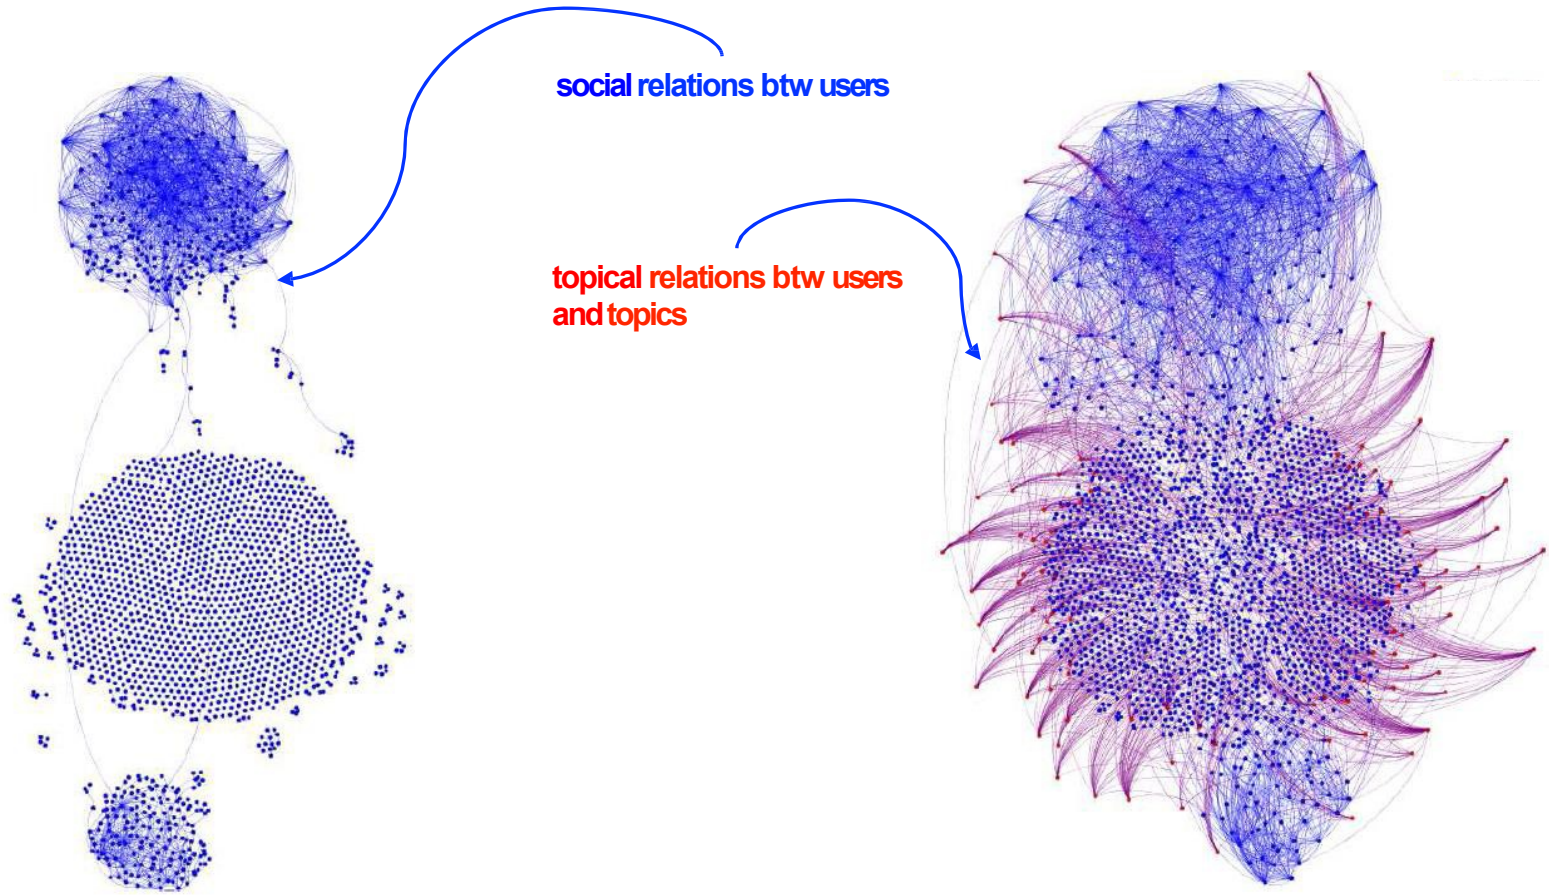 social relations btw users
topical relations btw users
and topics